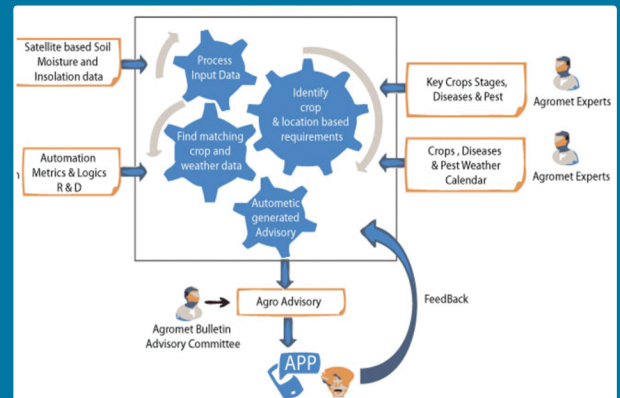 Satellite based Soil
Moisture and
Insolation data
Automation
Metrics & Logics
R & D
Process
Input Data
Identify
crop
& location based
requirements
Find matching
crop and
weather data
Autometic
generated
Advisory
Key Crops Stages,
Diseases & Pest
Agromet Experts
Crops , Diseases
& Pest Weather
Calendar
Agromet Experts
Agro Advisory
Agromet Bulletin
Advisory Committee
FeedBack
APP